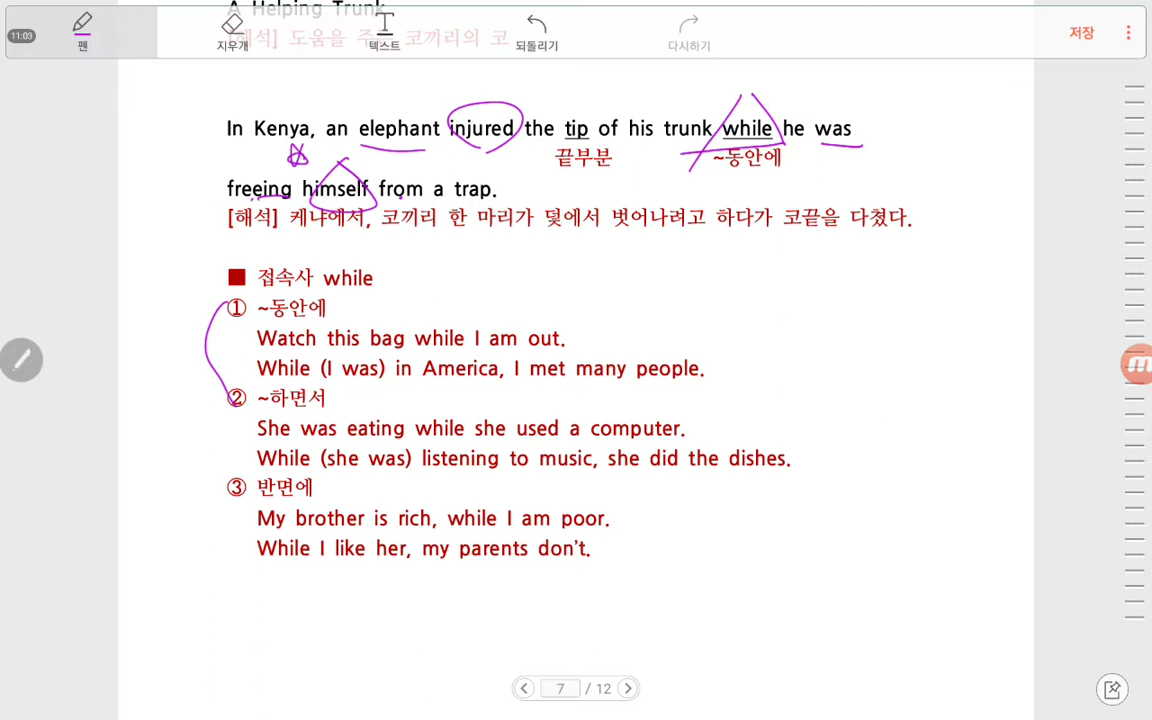 A Helping Trunk
11:03
펜
지우개
텍스트
되돌리기
다시하기
저장
[해석] 도움을 주 코끼리의 코
In Kenya, an elephant injured the tip of his trunk while he was
끝부분 ~동안에
freeing himself from a trap.
[해석] 케냐에서, 코끼리 한 마리가 덫에서 벗어나려고 하다가 코끝을 다쳤다.
■ 접속사 while
① ~동안에
Watch this bag while I am out.
While (I was) in America, I met many people.
② ~하면서
She was eating while she used a computer.
While (she was) listening to music, she did the dishes.
③ 반면에
My brother is rich, while I am poor.
While I like her, my parents don't.
7 / 12